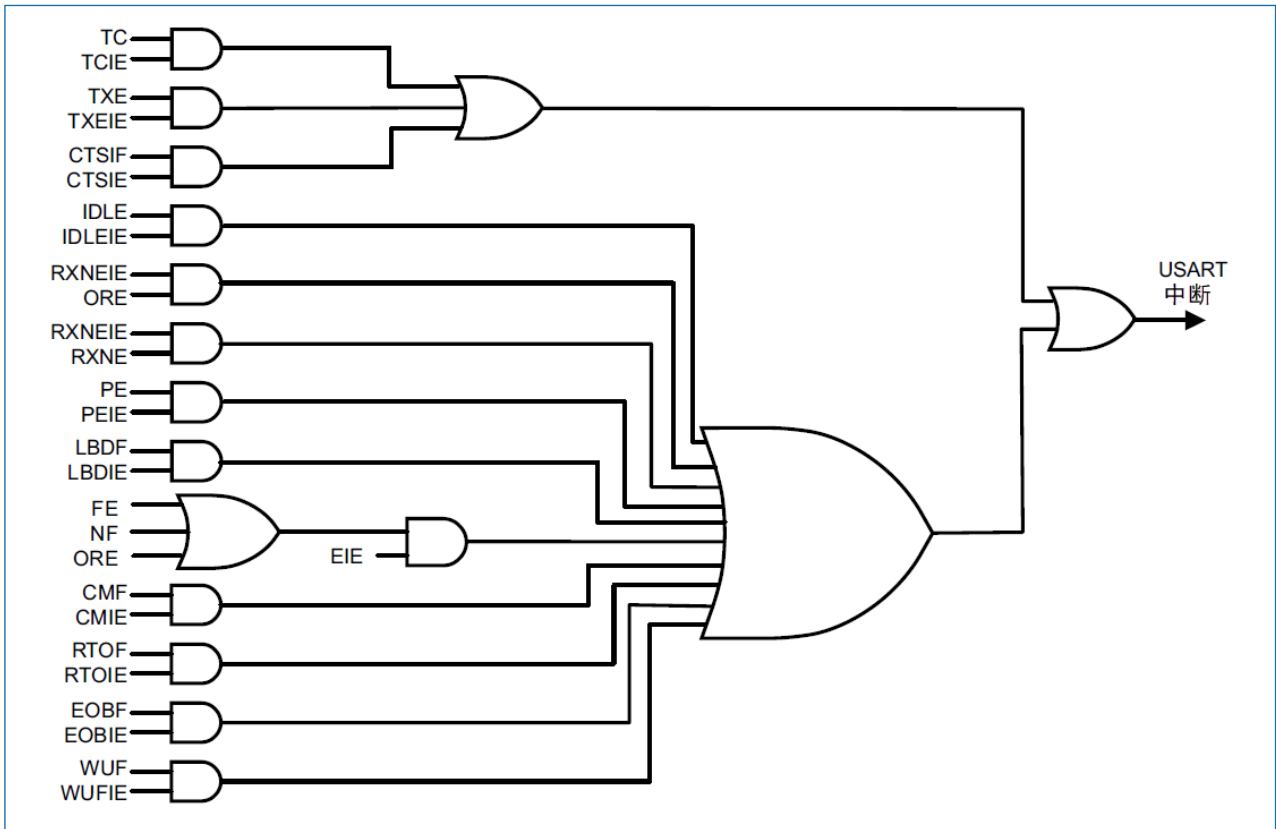 TC
TCIE
TXE
TXEIE
CTSIF
CTSIE
IDLE
IDLEIE
RXNEIE
ORE
RXNEIE
RXNE
PE
PEIE
LBDF
LBDIE
FE
NF
ORE
EIE
CMF
CMIE
RTOF
RTOIE
EOBF
EOBIE
WUF
WUFIE
USART
中断